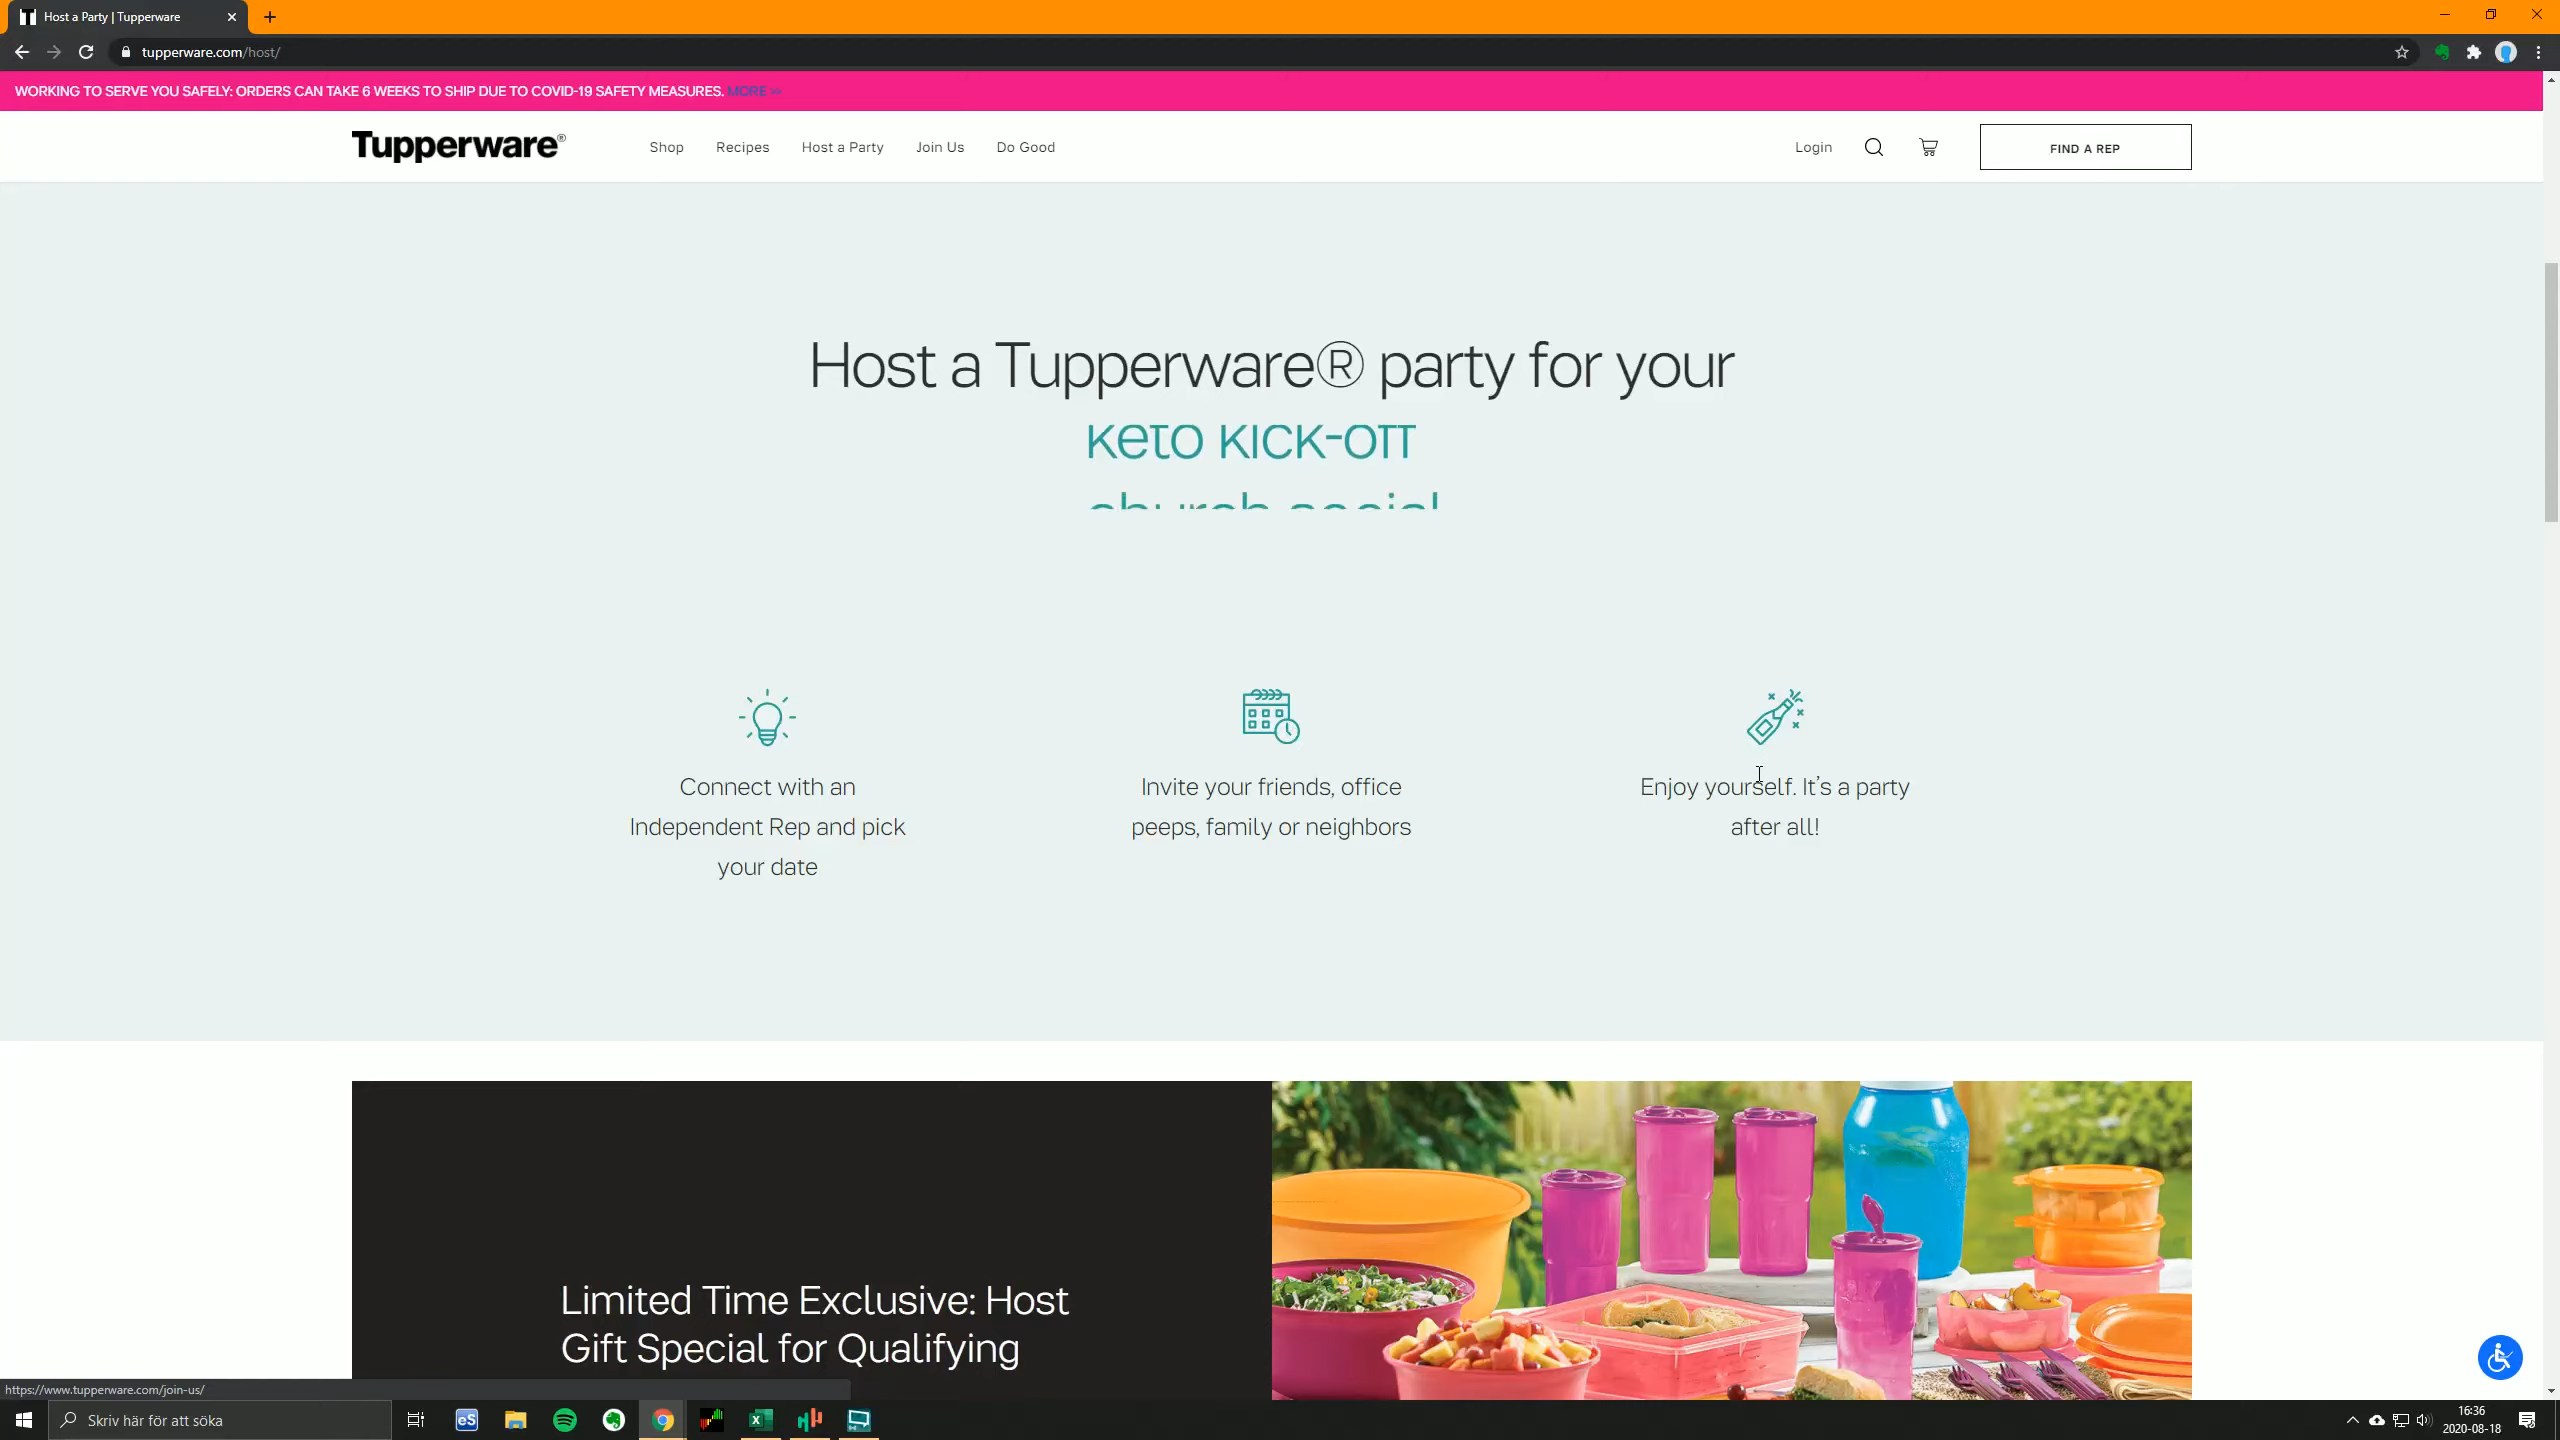 Host a Party | Tupperware
tupperware.com/host/
WORKING TO SERVE YOU SAFELY: ORDERS CAN TAKE 6 WEEKS TO SHIP DUE TO COVID-19 SAFETY MEASURES. MORE >>
Tupperware®
Shop
Recipes
Host a Party
Join Us
Do Good
Login
FIND A REP
Host a Tupperware® party for your
keto kick-off
church social
Connect with an
Independent Rep and pick
your date
Invite your friends, office
peeps, family or neighbors
Enjoy yourself. It's a party
after all!
Limited Time Exclusive: Host
Gift Special for Qualifying
https://www.tupperware.com/join-us/
Skriv här för att söka
eS
16:36
2020-08-18